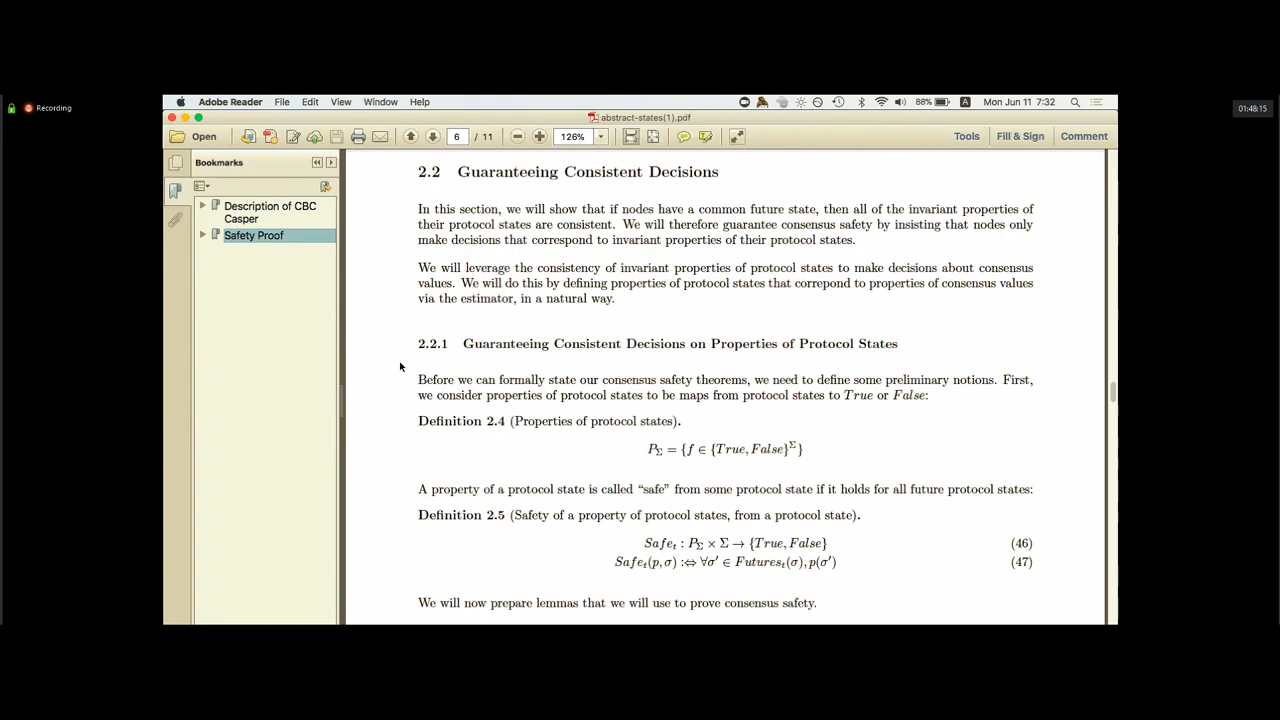 Recording
01:48:15
Adobe Reader File Edit View Window Help
88% A Mon Jun 11 7:32
abstract-states(1).pdf
Open 6 / 11 126% Tools Fill & Sign Comment
Bookmarks
Description of CBC
Casper
Safety Proof
2.2 Guaranteeing Consistent Decisions
In this section, we will show that if nodes have a common future state, then all of the invariant properties of
their protocol states are consistent. We will therefore guarantee consensus safety by insisting that nodes only
make decisions that correspond to invariant properties of their protocol states.
We will leverage the consistency of invariant properties of protocol states to make decisions about consensus
values. We will do this by defining properties of protocol states that correpond to properties of consensus values
via the estimator, in a natural way.
2.2.1 Guaranteeing Consistent Decisions on Properties of Protocol States
Before we can formally state our consensus safety theorems, we need to define some preliminary notions. First,
we consider properties of protocol states to be maps from protocol states to True or False:
Definition 2.4 (Properties of protocol states).
P_Σ = {f ∈ {True, False}^Σ}
A property of a protocol state is called “safe” from some protocol state if it holds for all future protocol states:
Definition 2.5 (Safety of a property of protocol states, from a protocol state).
Safe_t : P_Σ × Σ → {True, False} (46)
Safe_t(p, σ) :⇔ ∀σ′ ∈ Futures_t(σ), p(σ′) (47)
We will now prepare lemmas that we will use to prove consensus safety.